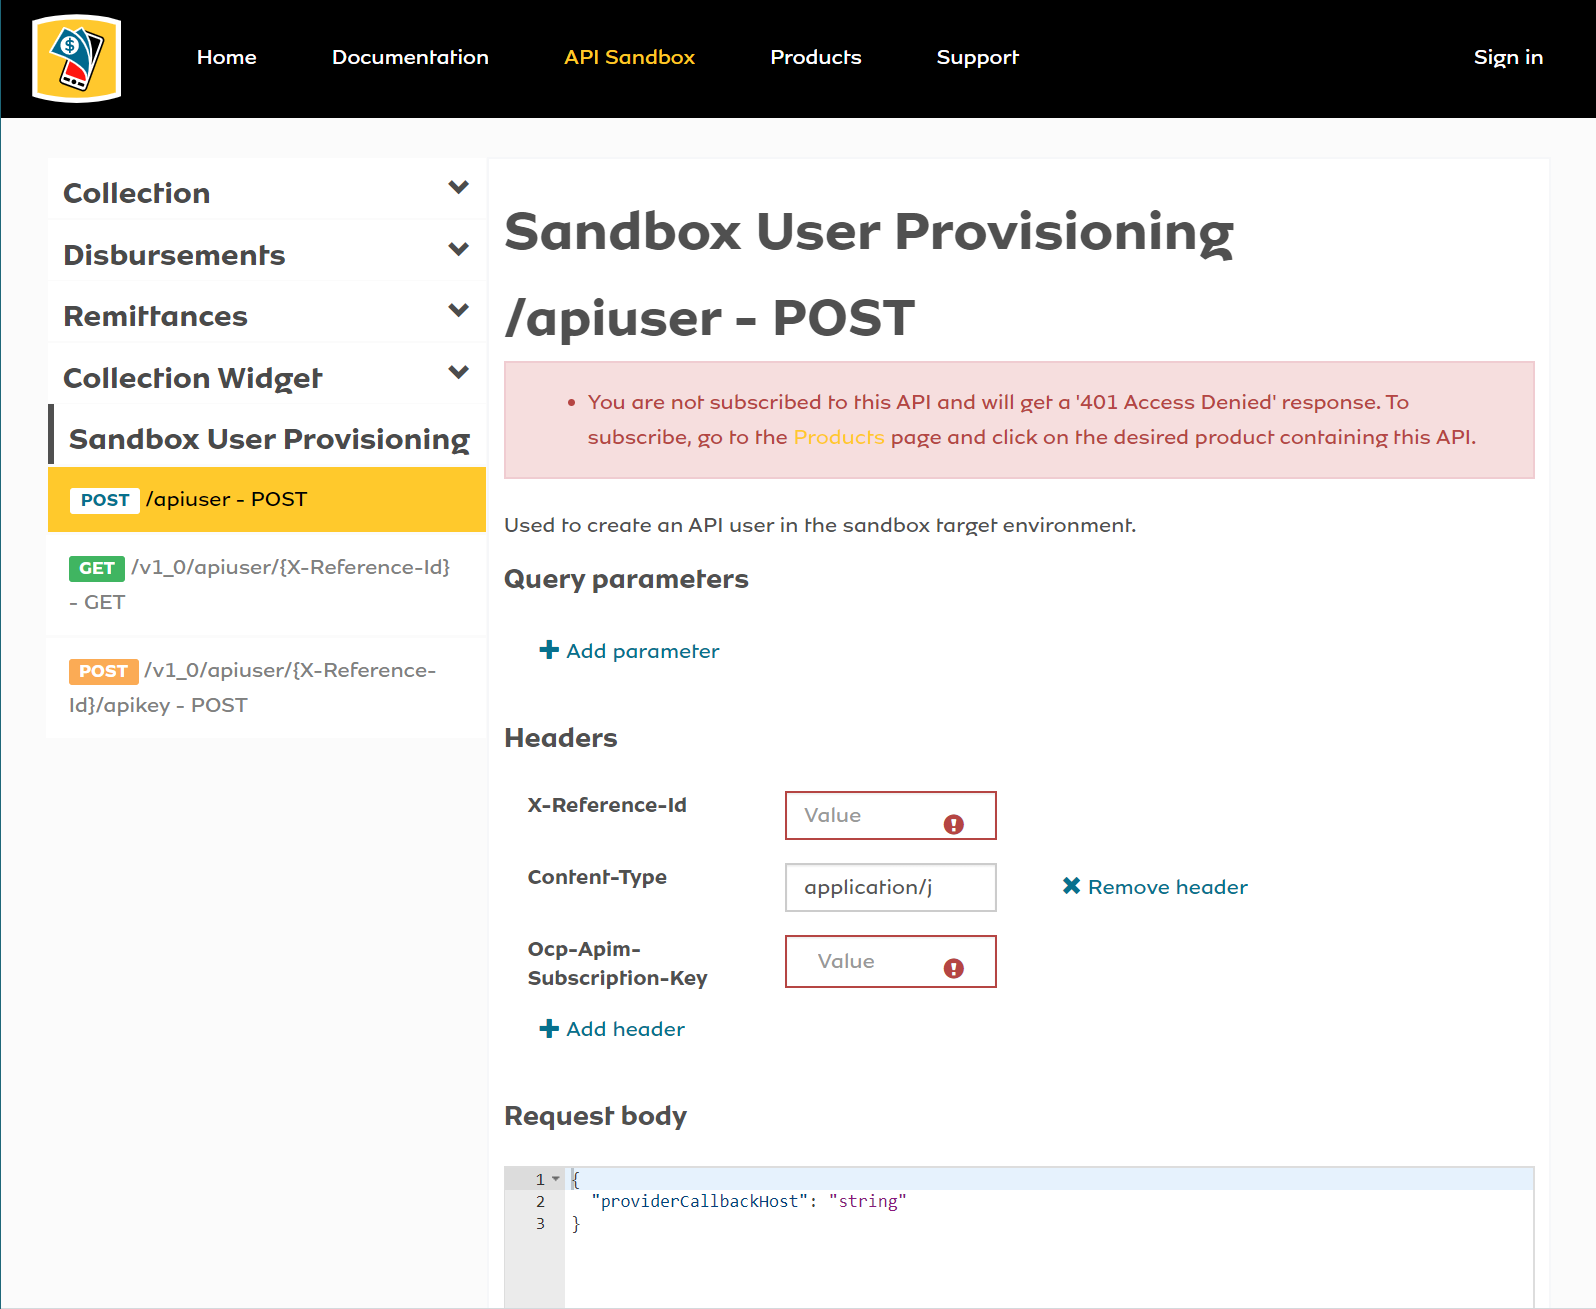 Home Documentation API Sandbox Products Support Sign in
Collection
Disbursements
Remittances
Collection Widget
Sandbox User Provisioning
POST /apiuser - POST
GET /v1_0/apiuser/{X-Reference-Id}
- GET
POST /v1_0/apiuser/{X-Reference-
Id}/apikey - POST
Sandbox User Provisioning
/apiuser - POST
• You are not subscribed to this API and will get a '401 Access Denied' response. To
subscribe, go to the Products page and click on the desired product containing this API.
Used to create an API user in the sandbox target environment.
Query parameters
Add parameter
Headers
X-Reference-Id Value
Content-Type application/j Remove header
Ocp-Apim-
Subscription-Key Value
Add header
Request body
1 {
2 "providerCallbackHost": "string"
3 }